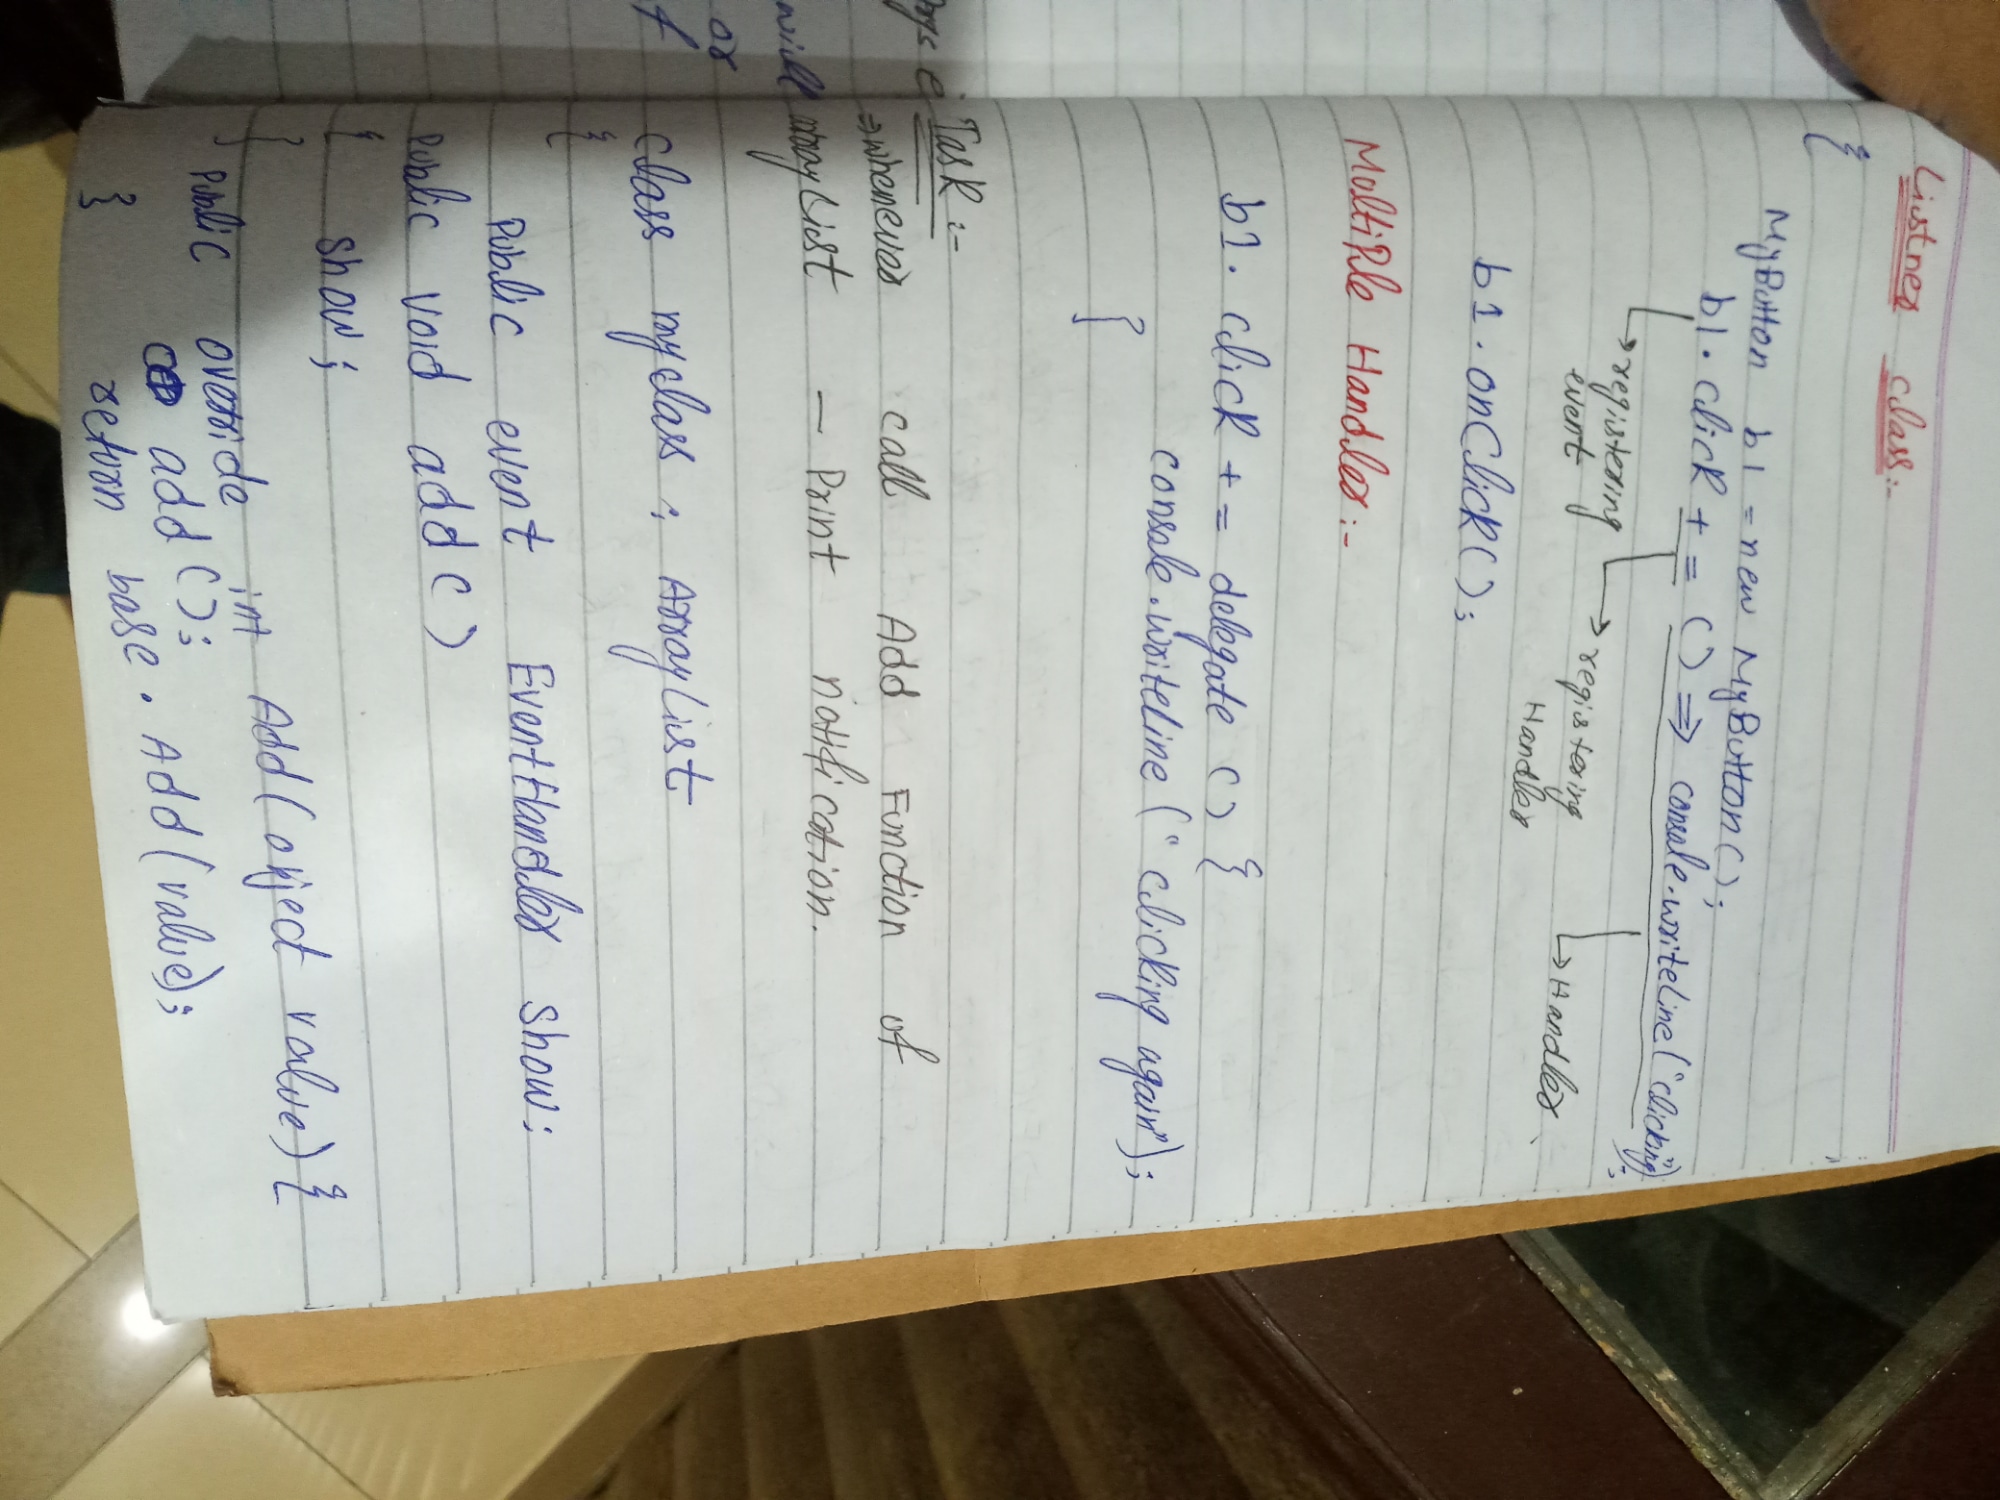 Listner class:-
{
MyButton b1 = new MyButton();
b1.click += () => console.writeLine("clicking");
registering event
registering Handler
Handler
b1.onClick();
Multiple Handler:-
b1. click += delegate () {
console.writeLine (" clicking again");
}
Task :-
=> whenever call Add Function of
arrayList — Print notification.
class myclass : ArrayList
{
Public event EventHandler show;
Public void add()
{ show;
}
Public override int Add(object value) {
add();
return base. Add(value);
}
ays e
will
or
f